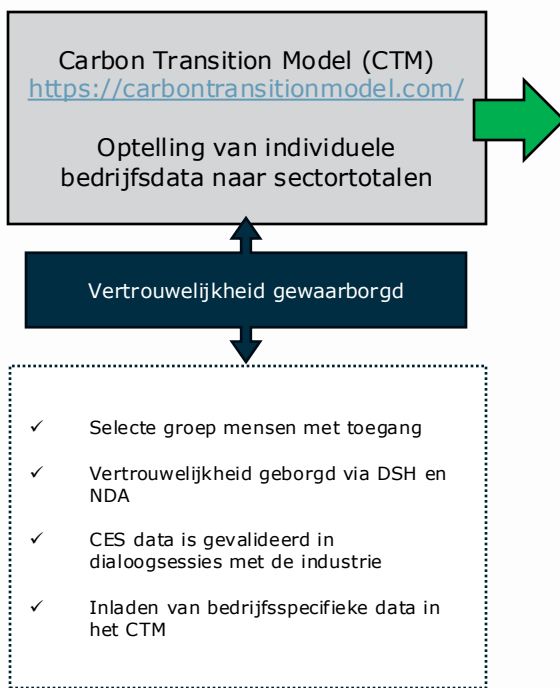 Carbon Transition Model (CTM)
https://carbontransitionmodel.com/
Optelling van individuele
bedrijfsdata naar sectortotalen
Vertrouwelijkheid gewaarborgd
✓ Selecte groep mensen met toegang
✓ Vertrouwelijkheid geborgd via DSH en
NDA
✓ CES data is gevalideerd in
dialoogsessies met de industrie
✓ Inladen van bedrijfsspecifieke data in
het CTM